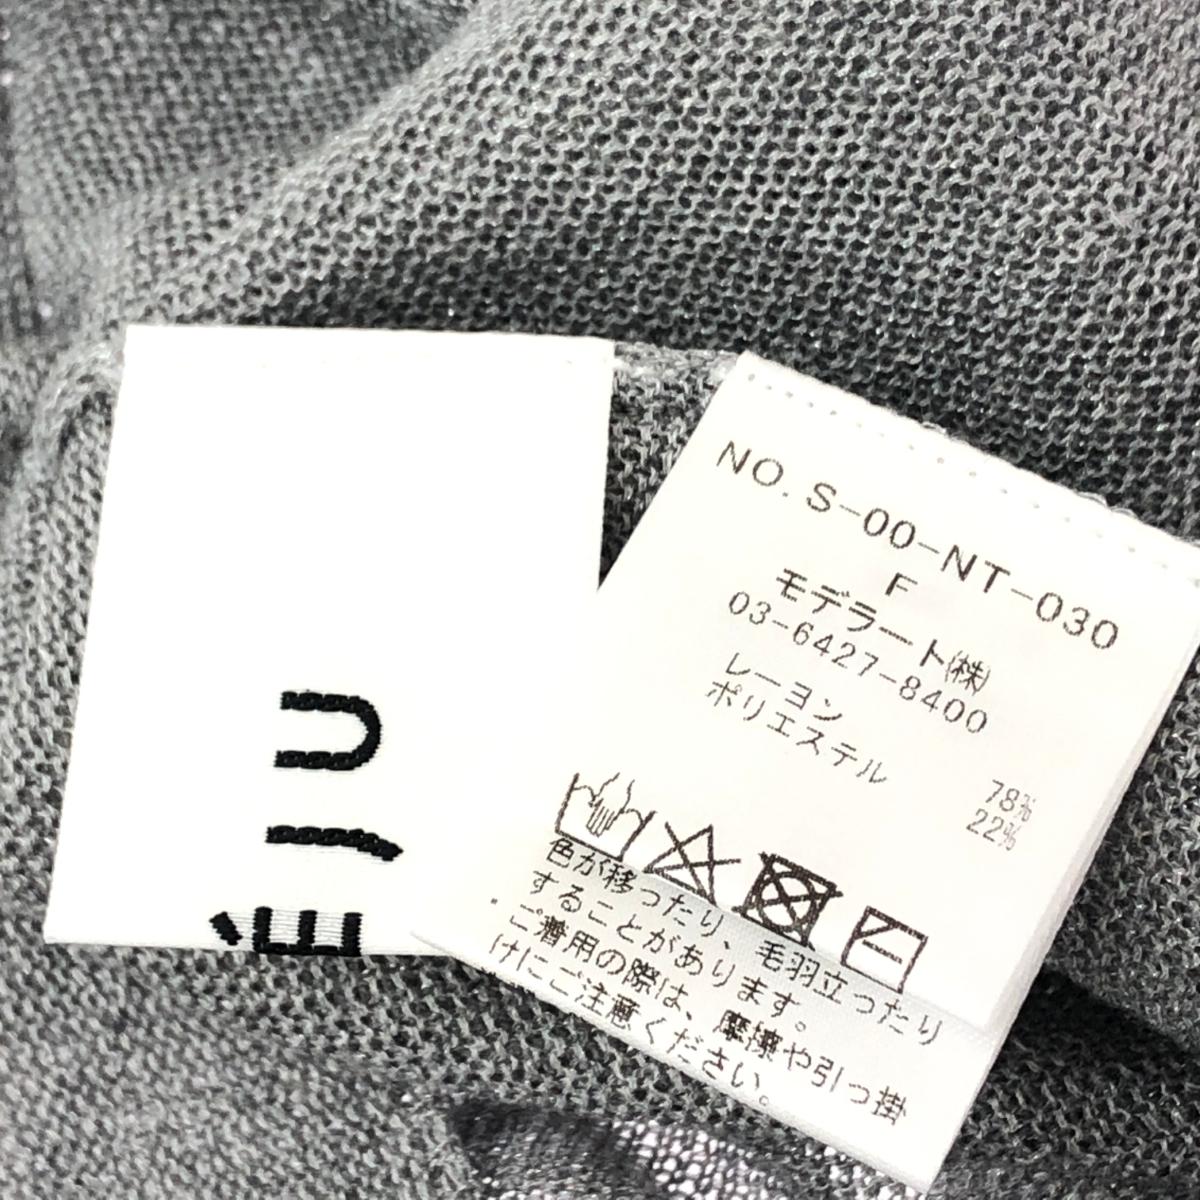 NO. S-00-NT-030
F
モデラート㈱
03-6427-8400
レーヨン 78%
ポリエステル 22%
色が移ったり、毛羽立ったり
することがあります。
・ご着用の際は、摩擦や引っ掛
けにご注意ください。